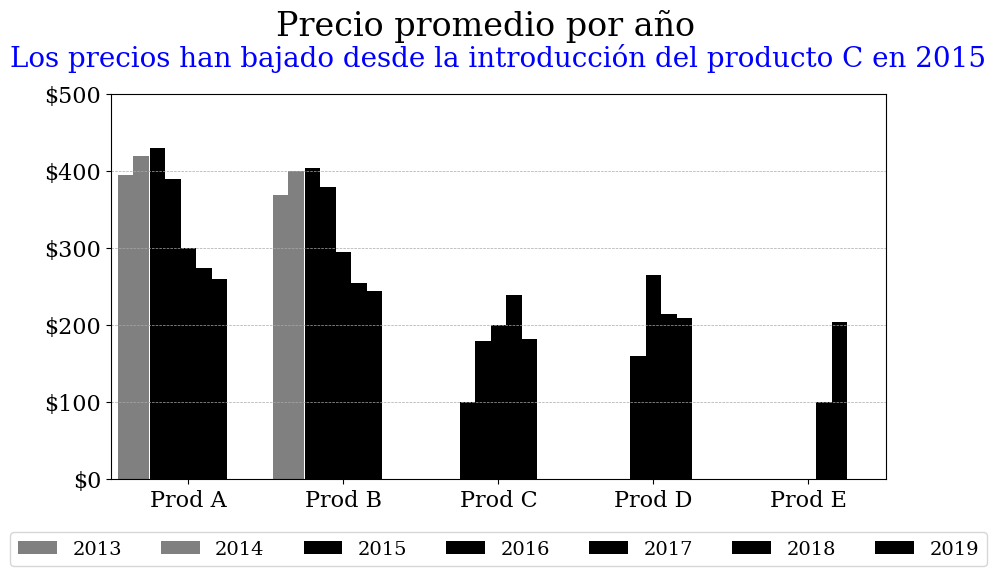 Precio promedio por año
Los precios han bajado desde la introducción del producto C en 2015
$500
$400
$300
$200
$100
$0
Prod A Prod B Prod C Prod D Prod E
2013 2014 2015 2016 2017 2018 2019